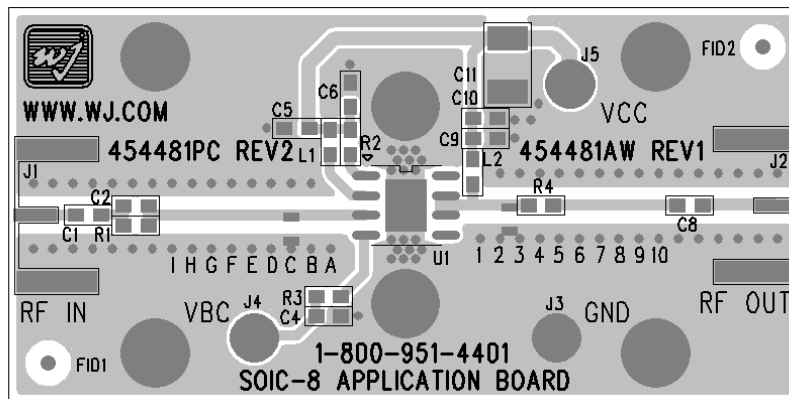 wj
WWW.WJ.COM
C5
C6
L1
R2
C11
C10
C9
L2
J5
VCC
FID2
454481PC REV2
454481AW REV1
J1
J2
C2
C1
R1
R4
C8
I H G F E D C B A
U1
1 2 3 4 5 6 7 8 9 10
RF IN
VBC
J4
R3
C4
J3
GND
RF OUT
FID1
1-800-951-4401
SOIC-8 APPLICATION BOARD